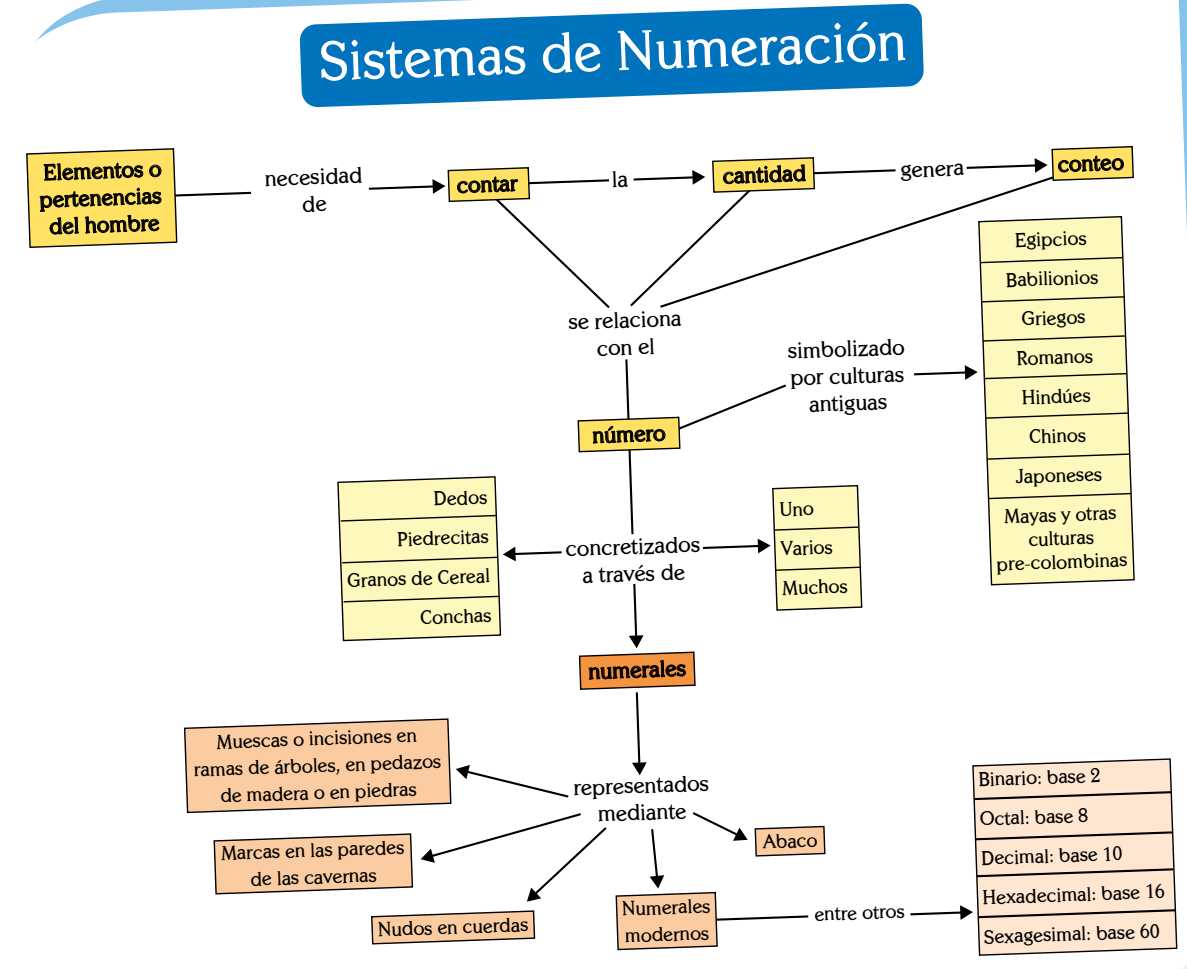 Sistemas de Numeración
Elementos o
pertenencias
del hombre
necesidad
de
contar
la
cantidad
genera
conteo
se relaciona
con el
simbolizado
por culturas
antiguas
Egipcios
Babilionios
Griegos
Romanos
Hindúes
Chinos
Japoneses
Mayas y otras
culturas
pre-colombinas
número
Dedos
Piedrecitas
Granos de Cereal
Conchas
concretizados
a través de
Uno
Varios
Muchos
numerales
representados
mediante
Muescas o incisiones en
ramas de árboles, en pedazos
de madera o en piedras
Marcas en las paredes
de las cavernas
Nudos en cuerdas
Numerales
modernos
Abaco
entre otros
Binario: base 2
Octal: base 8
Decimal: base 10
Hexadecimal: base 16
Sexagesimal: base 60